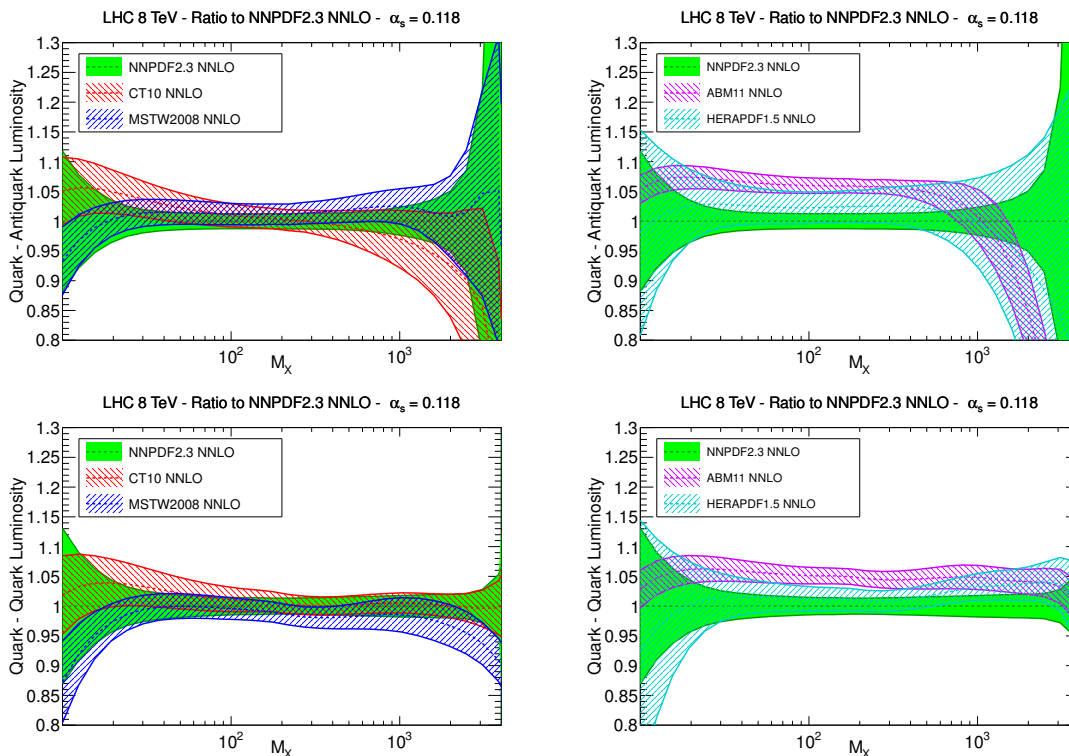 LHC 8 TeV - Ratio to NNPDF2.3 NNLO - αs = 0.118
Quark - Antiquark Luminosity
1.3
1.25
1.2
1.15
1.1
1.05
1
0.95
0.9
0.85
0.8
NNPDF2.3 NNLO
CT10 NNLO
MSTW2008 NNLO
10²
10³
MX
LHC 8 TeV - Ratio to NNPDF2.3 NNLO - αs = 0.118
Quark - Antiquark Luminosity
1.3
1.25
1.2
1.15
1.1
1.05
1
0.95
0.9
0.85
0.8
NNPDF2.3 NNLO
ABM11 NNLO
HERAPDF1.5 NNLO
10²
10³
MX
LHC 8 TeV - Ratio to NNPDF2.3 NNLO - αs = 0.118
Quark - Quark Luminosity
1.3
1.25
1.2
1.15
1.1
1.05
1
0.95
0.9
0.85
0.8
NNPDF2.3 NNLO
CT10 NNLO
MSTW2008 NNLO
10²
10³
MX
LHC 8 TeV - Ratio to NNPDF2.3 NNLO - αs = 0.118
Quark - Quark Luminosity
1.3
1.25
1.2
1.15
1.1
1.05
1
0.95
0.9
0.85
0.8
NNPDF2.3 NNLO
ABM11 NNLO
HERAPDF1.5 NNLO
10²
10³
MX